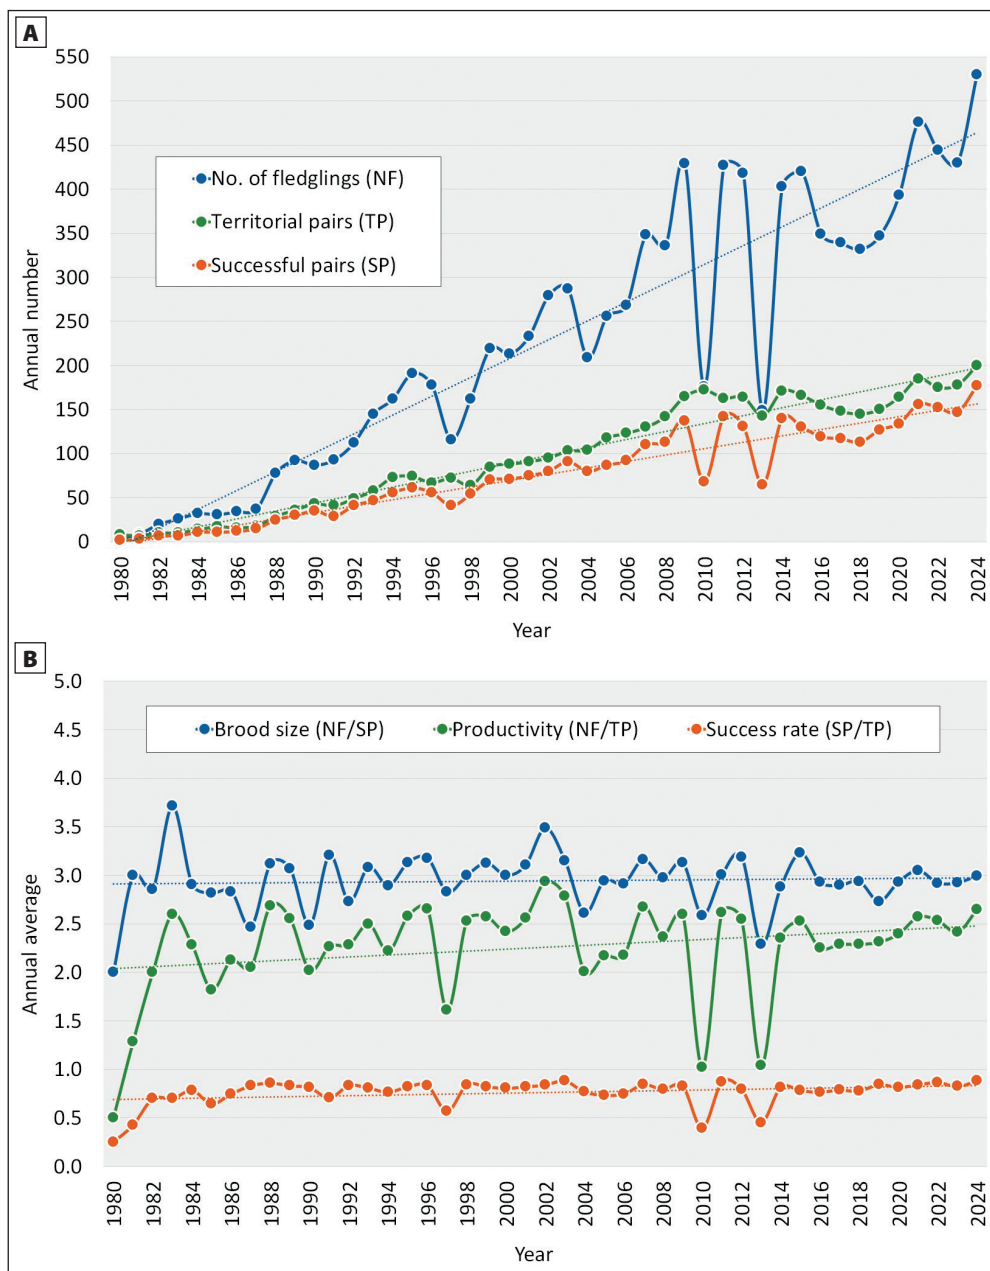 A
550
500
450
400
350
300
250
200
150
100
50
0
Annual number
No. of fledglings (NF)
Territorial pairs (TP)
Successful pairs (SP)
1980 1982 1984 1986 1988 1990 1992 1994 1996 1998 2000 2002 2004 2006 2008 2010 2012 2014 2016 2018 2020 2022 2024
Year
B
5.0
4.5
4.0
3.5
3.0
2.5
2.0
1.5
1.0
0.5
0.0
Annual average
Brood size (NF/SP) Productivity (NF/TP) Success rate (SP/TP)
1980 1982 1984 1986 1988 1990 1992 1994 1996 1998 2000 2002 2004 2006 2008 2010 2012 2014 2016 2018 2020 2022 2024
Year